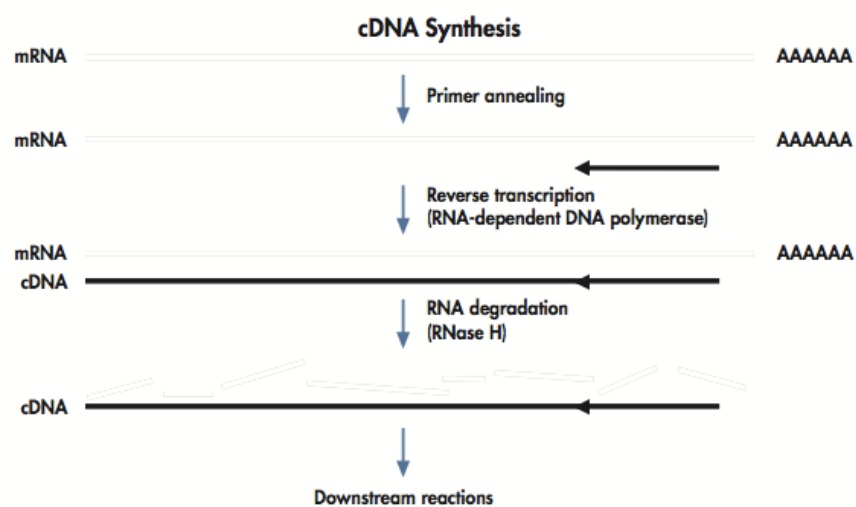 cDNA Synthesis
mRNA AAAAAA
Primer annealing
mRNA AAAAAA
Reverse transcription
(RNA-dependent DNA polymerase)
mRNA AAAAAA
cDNA
RNA degradation
(RNase H)
cDNA
Downstream reactions